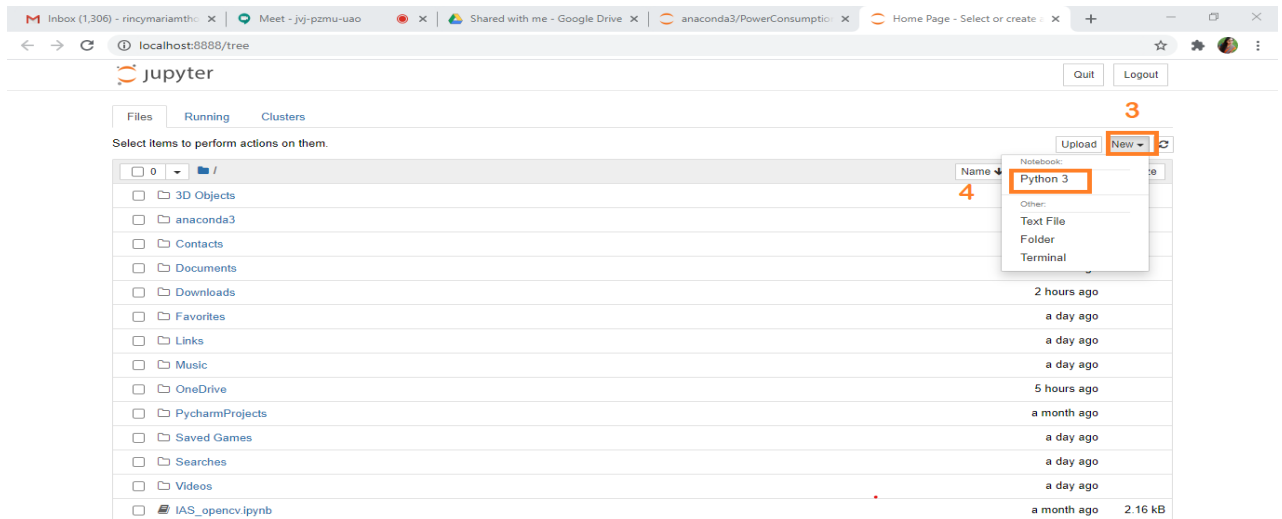 Inbox (1,306) - rincymariamtho
Meet - jvj-pzmu-uao
Shared with me - Google Drive
anaconda3/PowerConsumptio
Home Page - Select or create a
localhost:8888/tree
jupyter
Quit
Logout
Files
Running
Clusters
3
Select items to perform actions on them.
Upload
New
0
/
Name
ze
Notebook:
Python 3
4
Other:
Text File
Folder
Terminal
3D Objects
anaconda3
Contacts
Documents
Downloads 2 hours ago
Favorites a day ago
Links a day ago
Music a day ago
OneDrive 5 hours ago
PycharmProjects a month ago
Saved Games a day ago
Searches a day ago
Videos a day ago
IAS_opencv.ipynb a month ago 2.16 kB